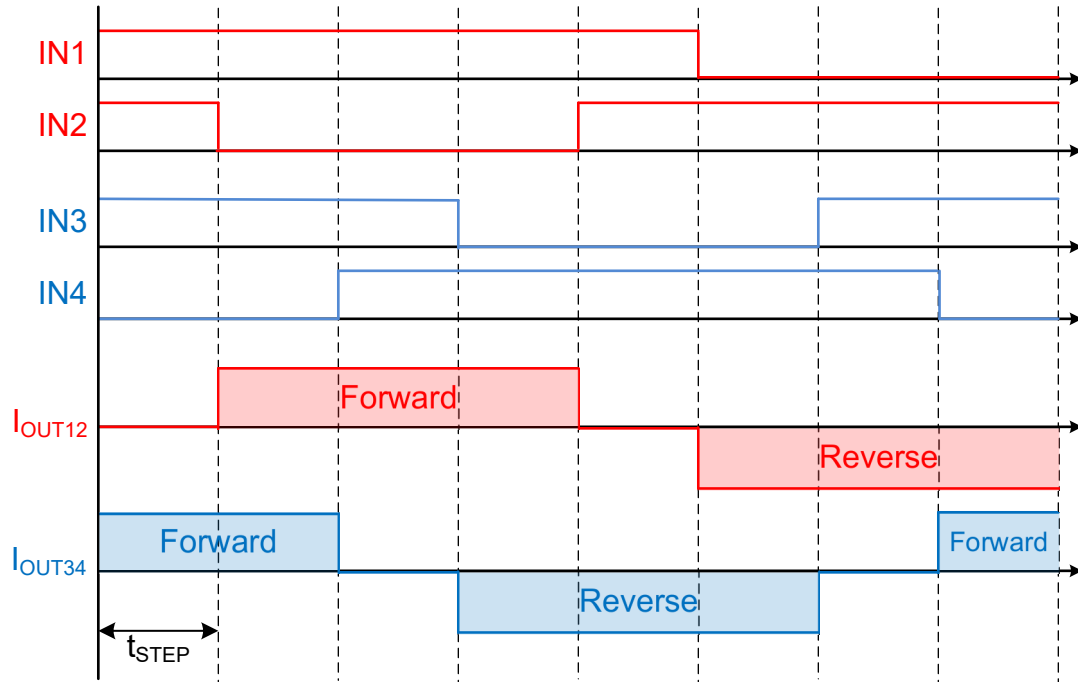 IN1
IN2
IN3
IN4
Forward
IOUT12
Reverse
Forward
Forward
IOUT34
Reverse
tSTEP